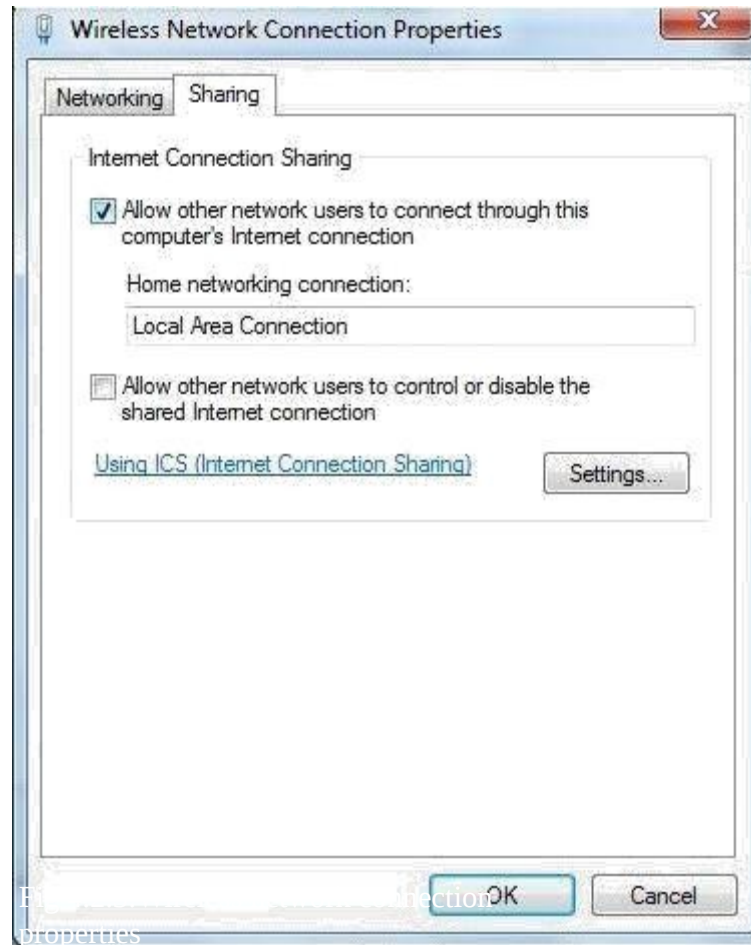 Wireless Network Connection Properties
Networking
Sharing
Internet Connection Sharing
Allow other network users to connect through this
computer's Internet connection
Home networking connection:
Local Area Connection
Allow other network users to control or disable the
shared Internet connection
Using ICS (Internet Connection Sharing)
Settings...
OK
Cancel
properties